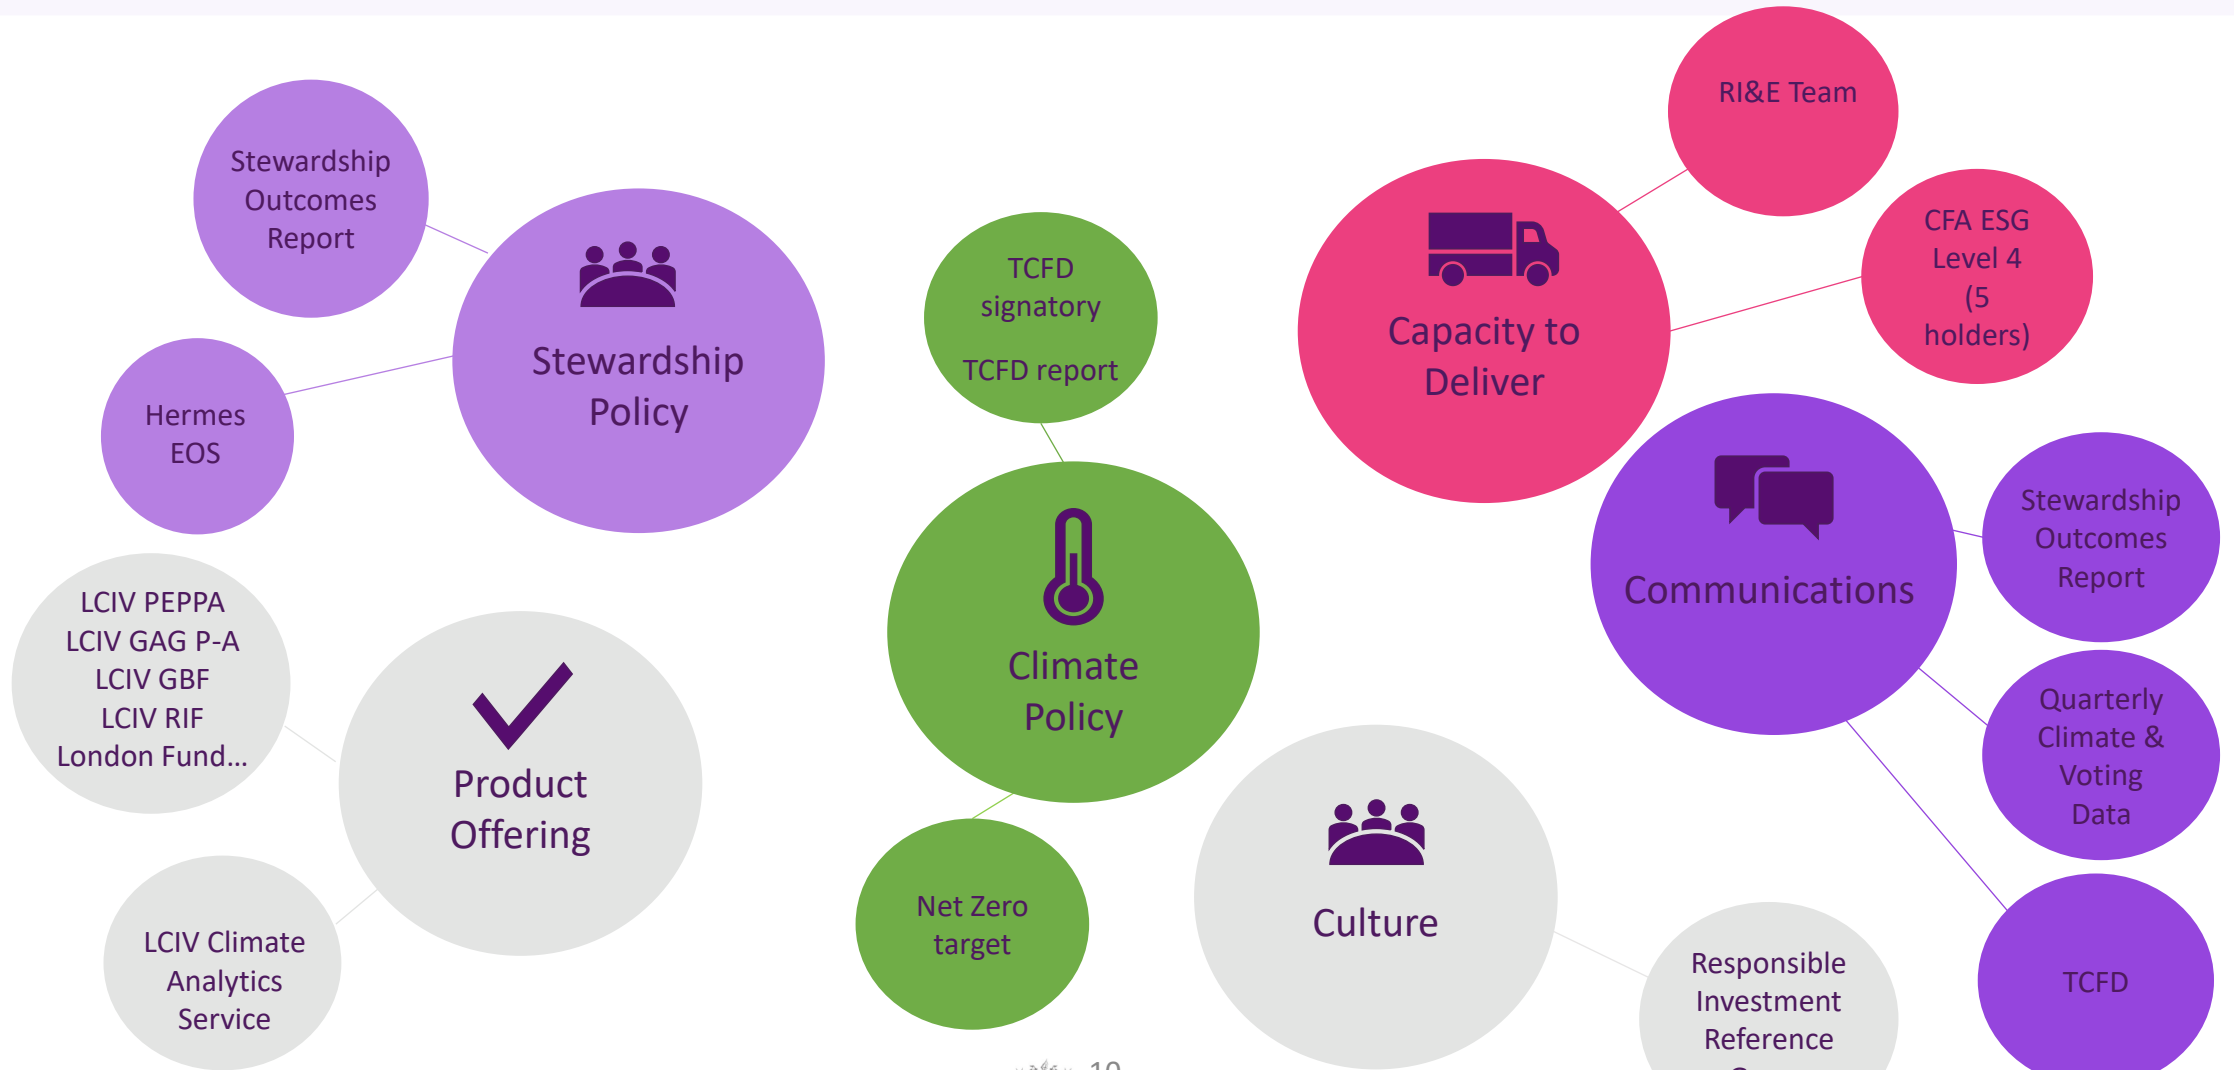 Stewardship
Outcomes
Report
Hermes
EOS
Stewardship
Policy
LCIV PEPPA
LCIV GAG P-A
LCIV GBF
LCIV RIF
London Fund...
LCIV Climate
Analytics
Service
Product
Offering
TCFD
signatory
TCFD report
Climate
Policy
Net Zero
target
RI&E Team
CFA ESG
Level 4
(5
holders)
Capacity to
Deliver
Communications
Stewardship
Outcomes
Report
Quarterly
Climate &
Voting
Data
TCFD
Culture
Responsible
Investment
Reference
10